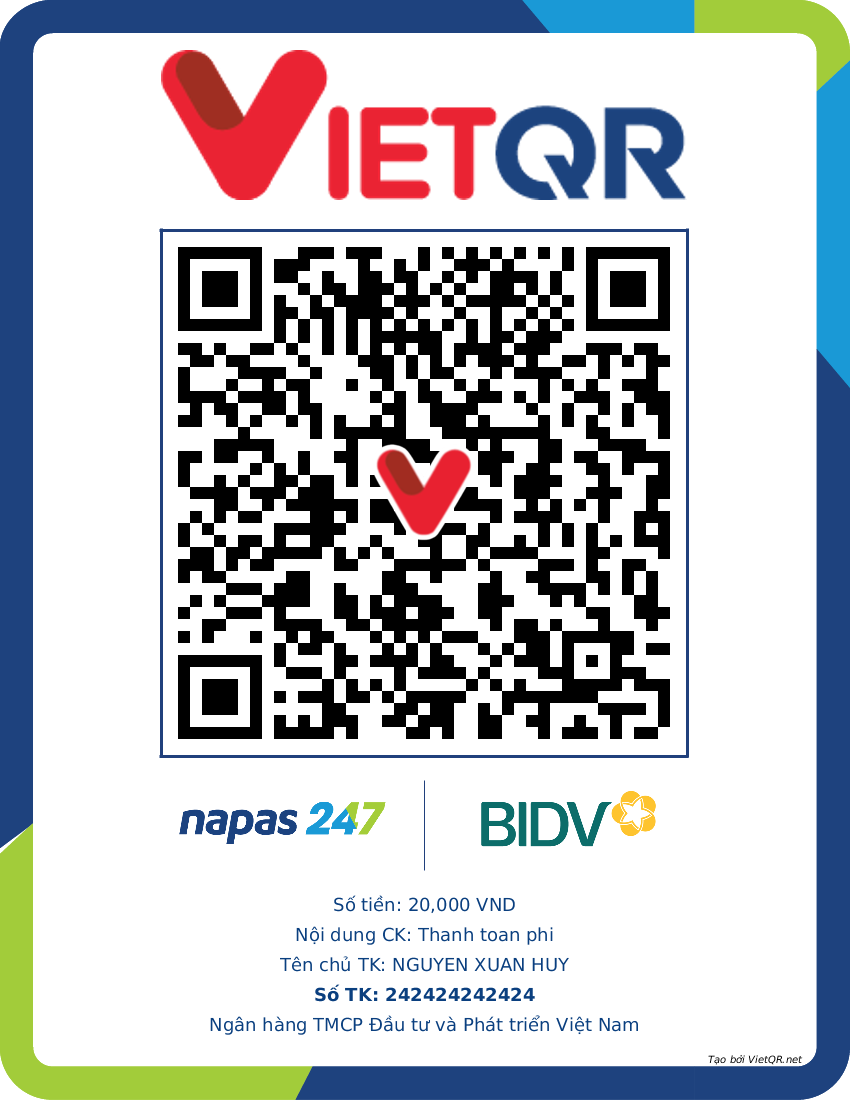 VIETQR
napas 247
BIDV
Số tiền: 20,000 VND
Nội dung CK: Thanh toan phi
Tên chủ TK: NGUYEN XUAN HUY
Số TK: 242424242424
Ngân hàng TMCP Đầu tư và Phát triển Việt Nam
Tạo bởi VietQR.net